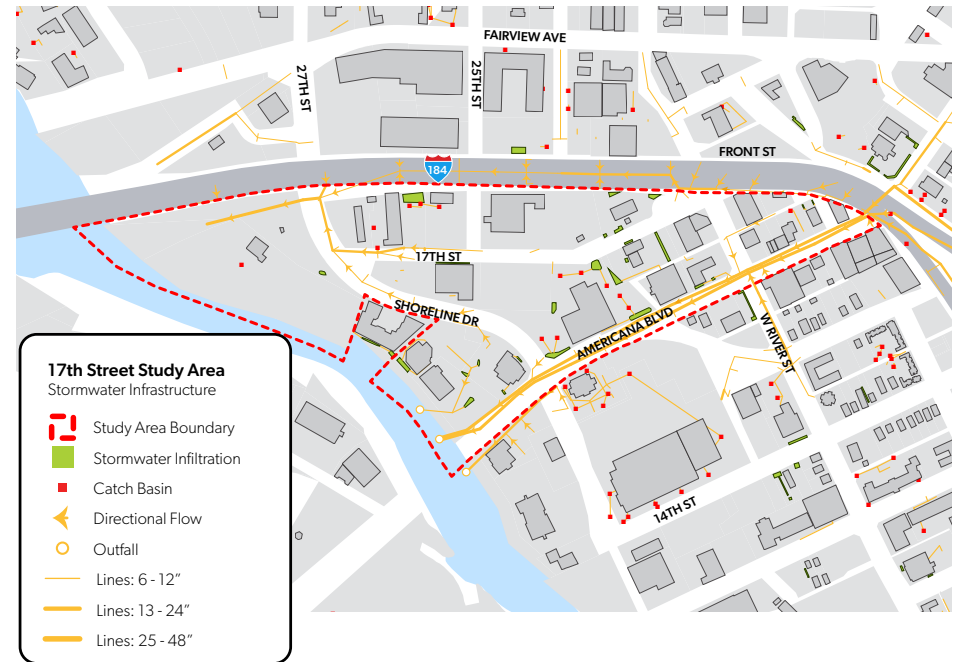 FAIRVIEW AVE
27TH ST
25TH ST
FRONT ST
184
17TH ST
SHORELINE DR
AMERICANA BLVD
W RIVER ST
14TH ST
17th Street Study Area
Stormwater Infrastructure
Study Area Boundary
Stormwater Infiltration
Catch Basin
Directional Flow
Outfall
Lines: 6 - 12”
Lines: 13 - 24”
Lines: 25 - 48”